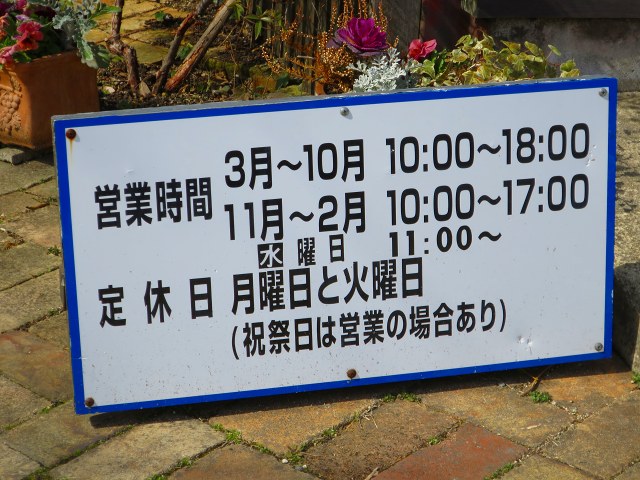 営業時間 3月～10月 10:00～18:00
11月～2月 10:00～17:00
水曜日 11:00～
定休日 月曜日と火曜日
(祝祭日は営業の場合あり)